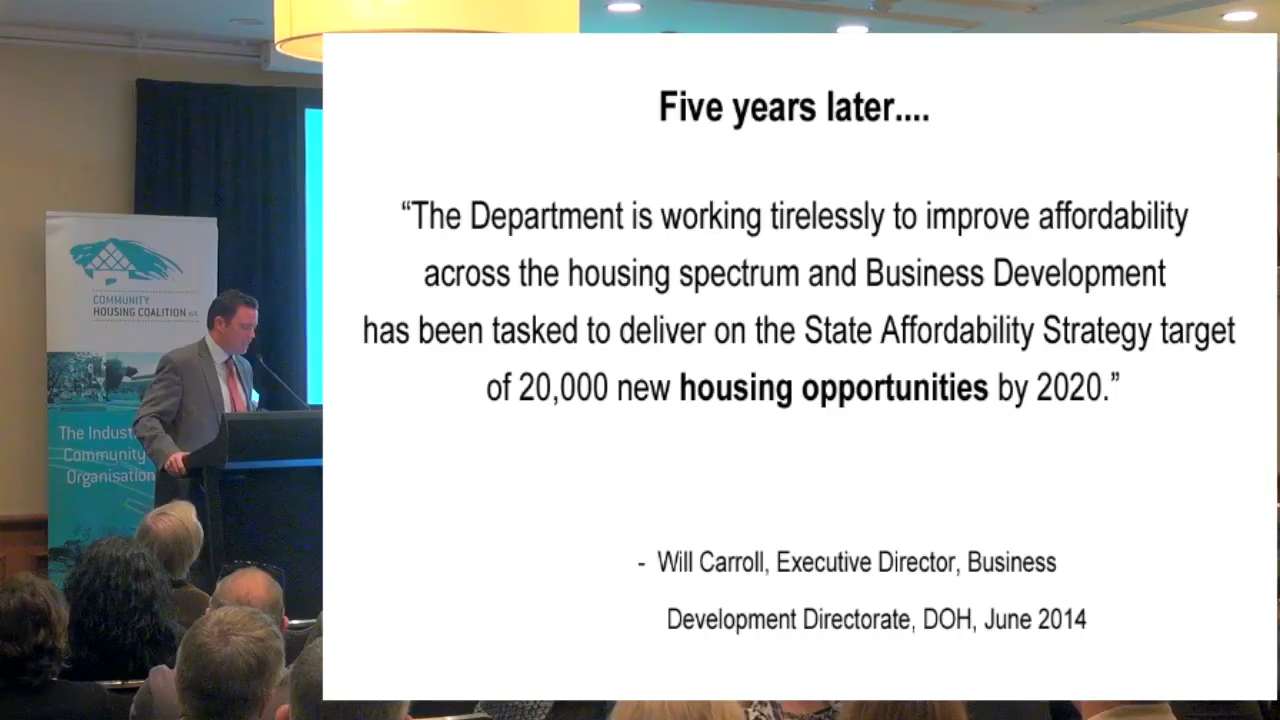 Five years later....
“The Department is working tirelessly to improve affordability
across the housing spectrum and Business Development
has been tasked to deliver on the State Affordability Strategy target
of 20,000 new housing opportunities by 2020.”
- Will Carroll, Executive Director, Business
Development Directorate, DOH, June 2014
COMMUNITY
HOUSING COALITION WA
The Indust
Community
Organisation